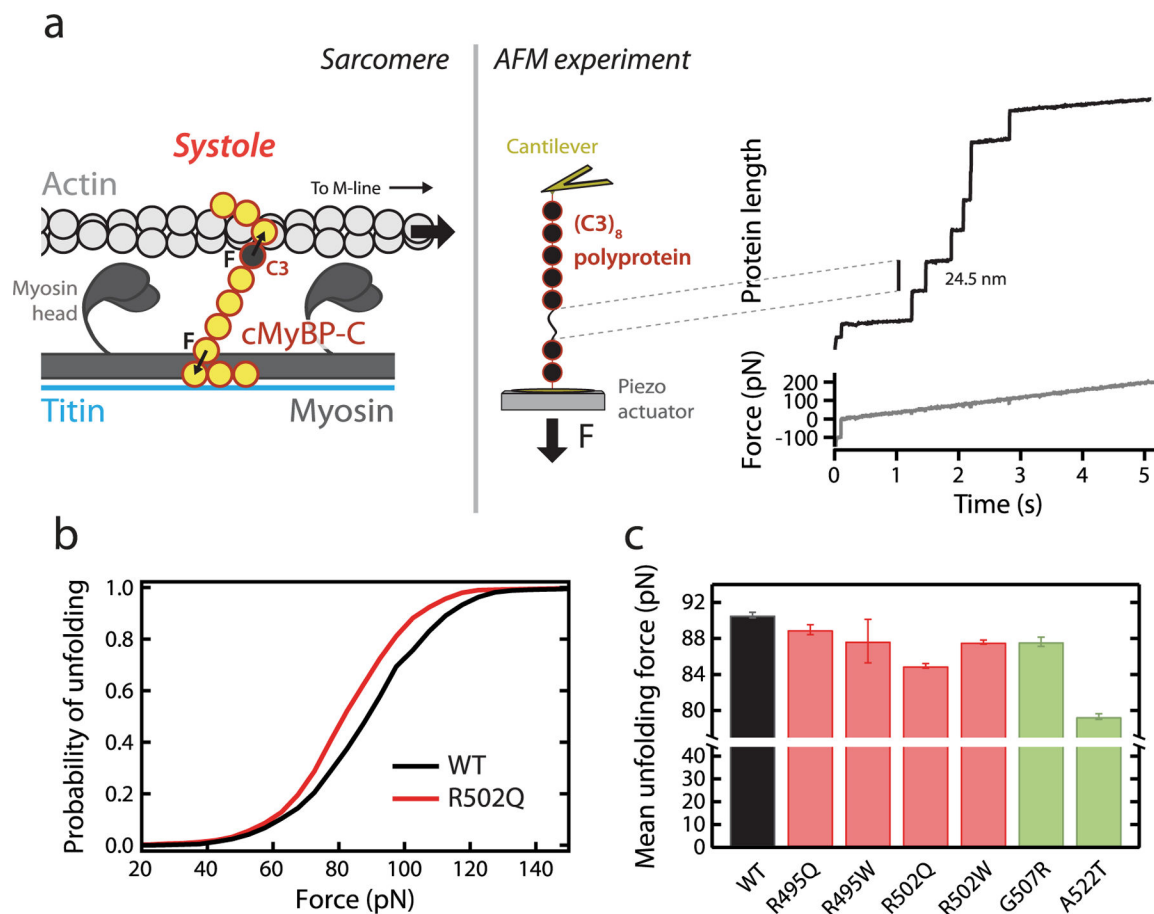 a
Sarcomere
AFM experiment
Systole
Actin
To M-line
F
C3
Myosin
head
cMyBP-C
F
Titin
Myosin
Cantilever
(C3)8
polyprotein
Piezo
actuator
F
Protein length
24.5 nm
Force (pN)
200
100
0
-100
0 1 2 3 4 5
Time (s)
b
Probability of unfolding
1.0
0.8
0.6
0.4
0.2
0.0
WT
R502Q
20 40 60 80 100 120 140
Force (pN)
c
Mean unfolding force (pN)
92
88
84
80
40
30
20
10
0
WT R495Q R495W R502Q R502W G507R A522T